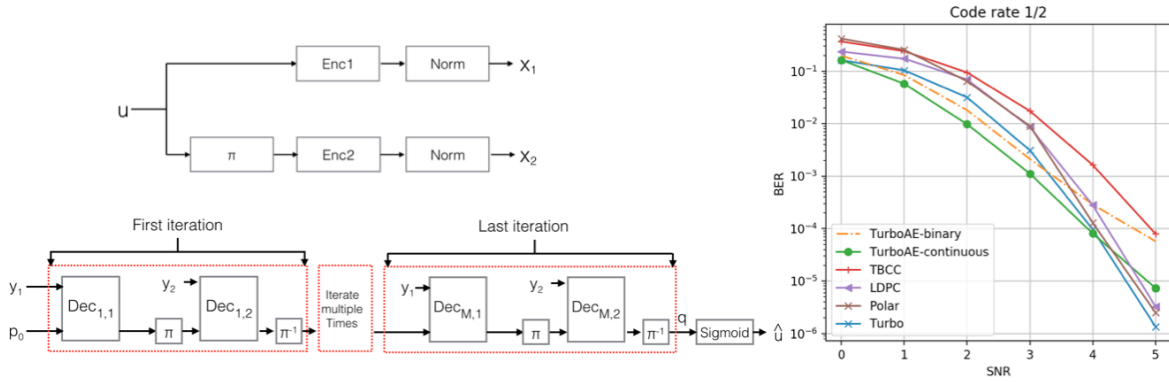 Enc1
Norm
X₁
u
π
Enc2
Norm
X₂
First iteration
Last iteration
y₁
p₀
Dec₁,₁
π
y₂
Dec₁,₂
π⁻¹
Iterate
multiple
Times
y₁
Dec_M,1
π
y₂
Dec_M,2
π⁻¹
q
Sigmoid
û
Code rate 1/2
BER
10⁻¹
10⁻²
10⁻³
10⁻⁴
10⁻⁵
10⁻⁶
TurboAE-binary
TurboAE-continuous
TBCC
LDPC
Polar
Turbo
0 1 2 3 4 5
SNR